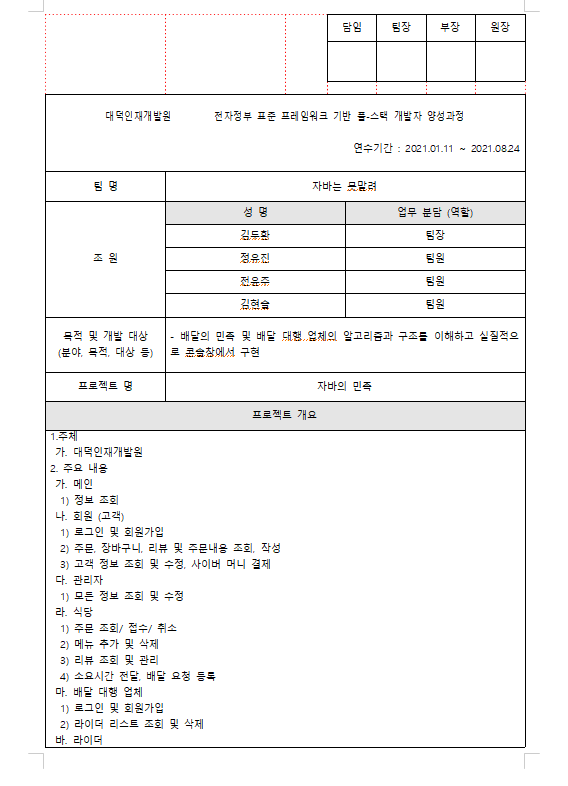 담임 팀장 부장 원장
대덕인재개발원 전자정부 표준 프레임워크 기반 풀-스택 개발자 양성과정
연수기간 : 2021.01.11 ~ 2021.08.24
팀 명 자바는 못말려
조 원
성 명 업무 분담 (역할)
김동환 팀장
정유진 팀원
전윤주 팀원
김현슬 팀원
목적 및 개발 대상
(분야, 목적, 대상 등)
- 배달의 민족 및 배달 대행 업체의 알고리즘과 구조를 이해하고 실질적으
로 콘솔창에서 구현
프로젝트 명 자바의 민족
프로젝트 개요
1.주체
가. 대덕인재개발원
2. 주요 내용
가. 메인
1) 정보 조회
나. 회원 (고객)
1) 로그인 및 회원가입
2) 주문, 장바구니, 리뷰 및 주문내용 조회, 작성
3) 고객 정보 조회 및 수정, 사이버 머니 결제
다. 관리자
1) 모든 정보 조회 및 수정
라. 식당
1) 주문 조회/ 접수/ 취소
2) 메뉴 추가 및 삭제
3) 리뷰 조회 및 관리
4) 소요시간 전달, 배달 요청 등록
마. 배달 대행 업체
1) 로그인 및 회원가입
2) 라이더 리스트 조회 및 삭제
바. 라이더